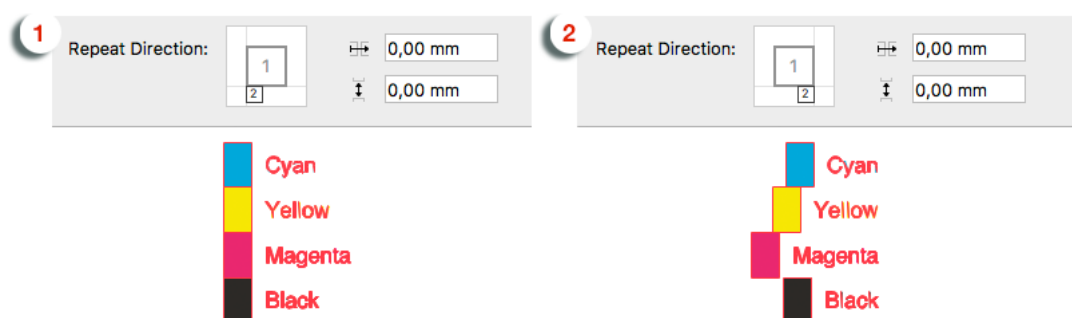 1
Repeat Direction:
1
2
0,00 mm
0,00 mm
Cyan
Yellow
Magenta
Black
2
Repeat Direction:
1
2
0,00 mm
0,00 mm
Cyan
Yellow
Magenta
Black